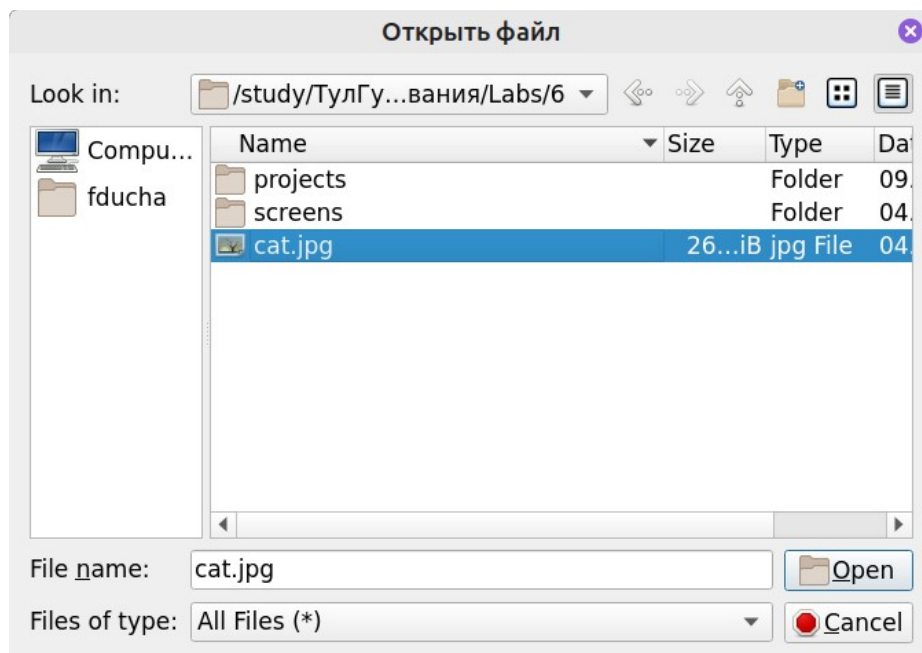 Открыть файл
Look in: /study/ТулГу...вания/Labs/6
Compu...
fducha
Name Size Type Dat
projects Folder 09.
screens Folder 04.
cat.jpg 26...iB jpg File 04.
File name: cat.jpg Open
Files of type: All Files (*) Cancel